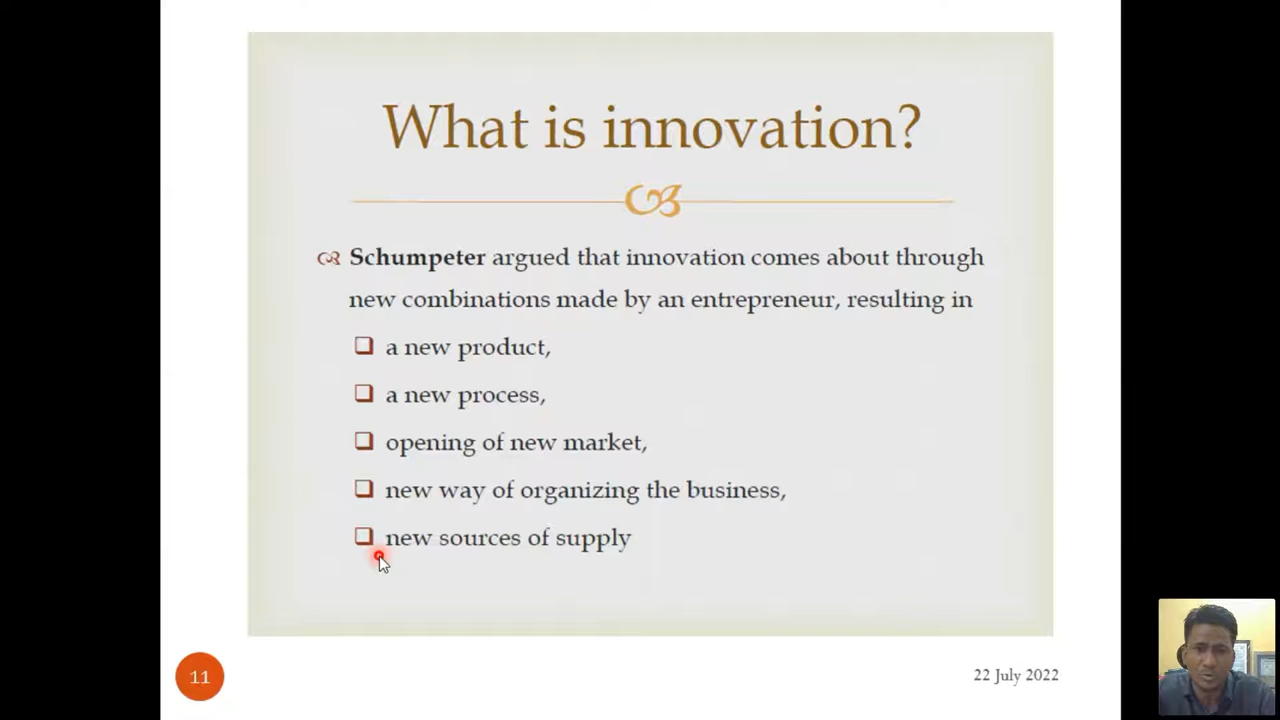 What is innovation?
Schumpeter argued that innovation comes about through
new combinations made by an entrepreneur, resulting in
a new product,
a new process,
opening of new market,
new way of organizing the business,
new sources of supply
11
22 July 2022